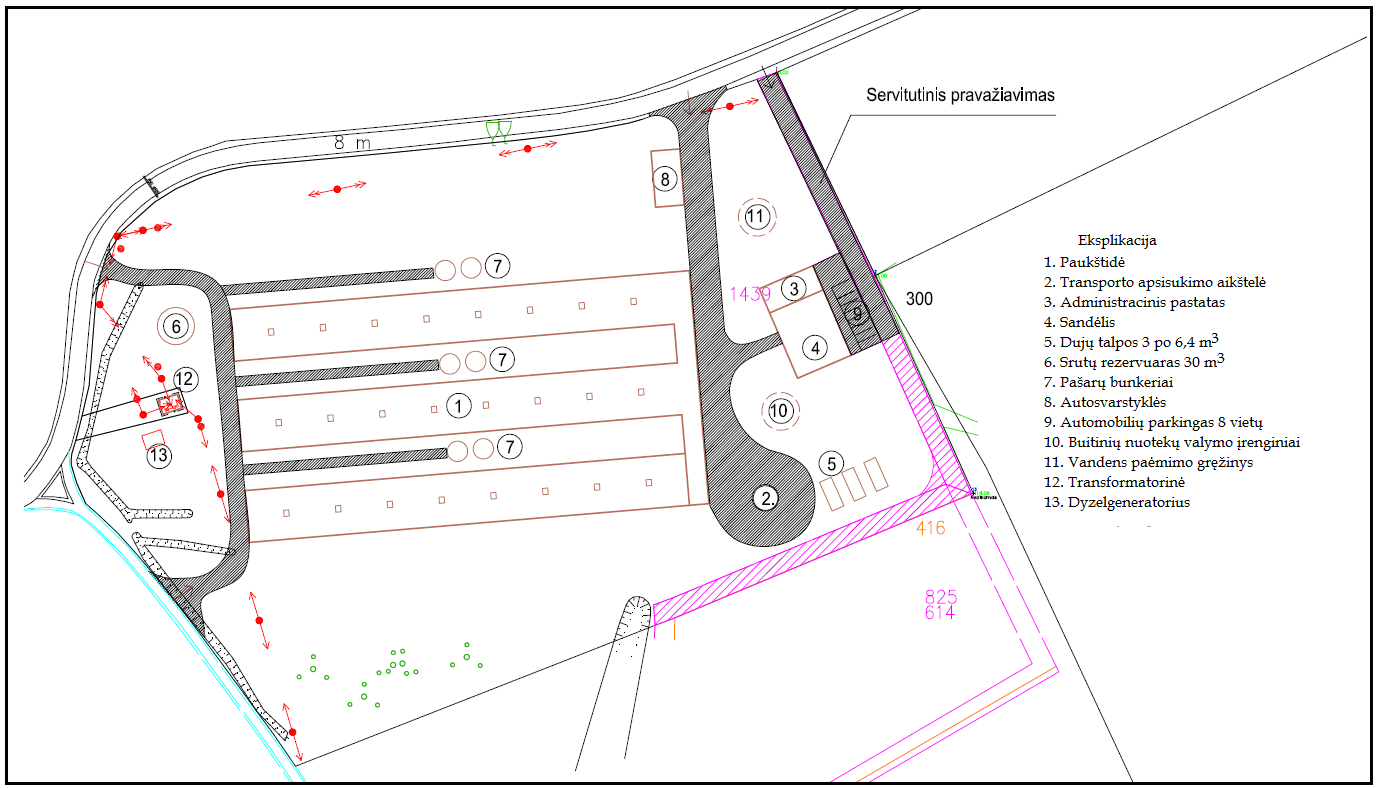 Servitutinis pravažiavimas
8 m
8
11
7
1439
3
300
9
6
4
7
12
1
10
7
13
5
2.
416
825
614
Eksplikacija
1. Paukštidė
2. Transporto apsisukimo aikštelė
3. Administracinis pastatas
4. Sandėlis
5. Dujų talpos 3 po 6,4 m³
6. Srutų rezervuaras 30 m³
7. Pašarų bunkeriai
8. Autosvarstyklės
9. Automobilių parkingas 8 vietų
10. Buitinių nuotekų valymo įrenginiai
11. Vandens paėmimo gręžinys
12. Transformatorinė
13. Dyzelgeneratorius